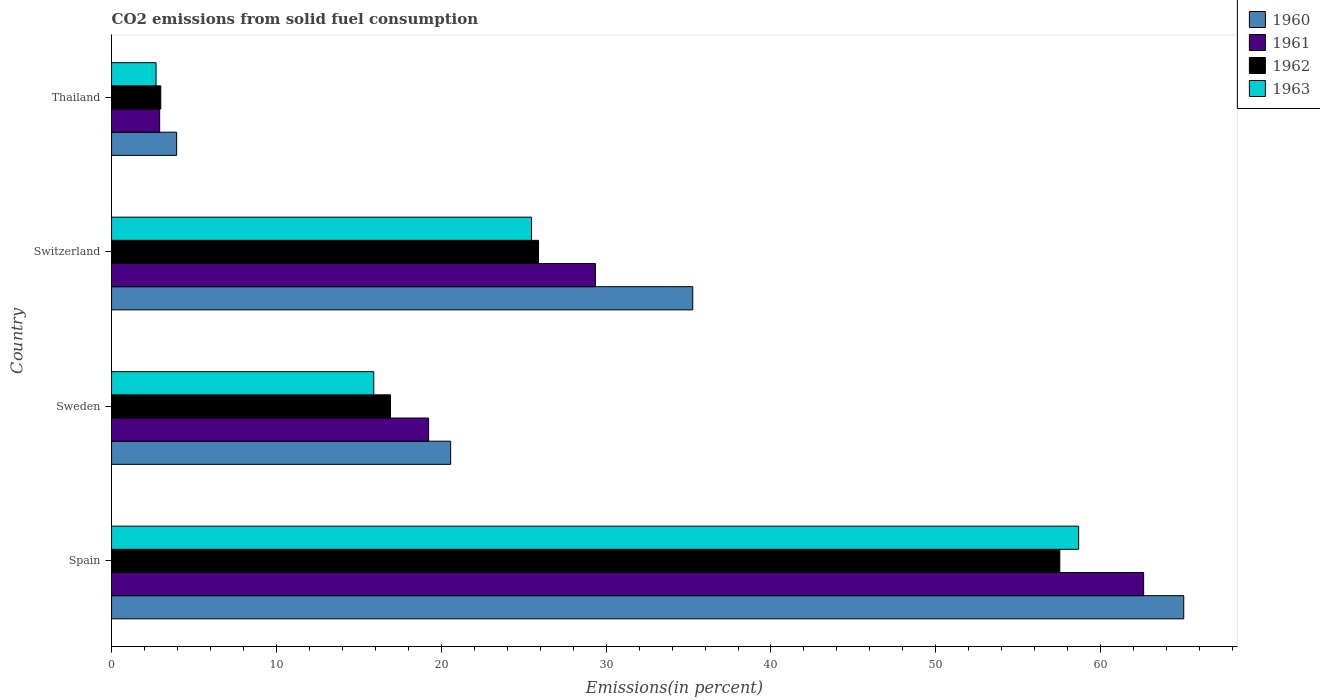 CO2 emissions from solid fuel consumption
1960
1961
1962
1963
Thailand
Switzerland
Sweden
Spain
Country
0
10
20
30
40
50
60
Emissions(in percent)